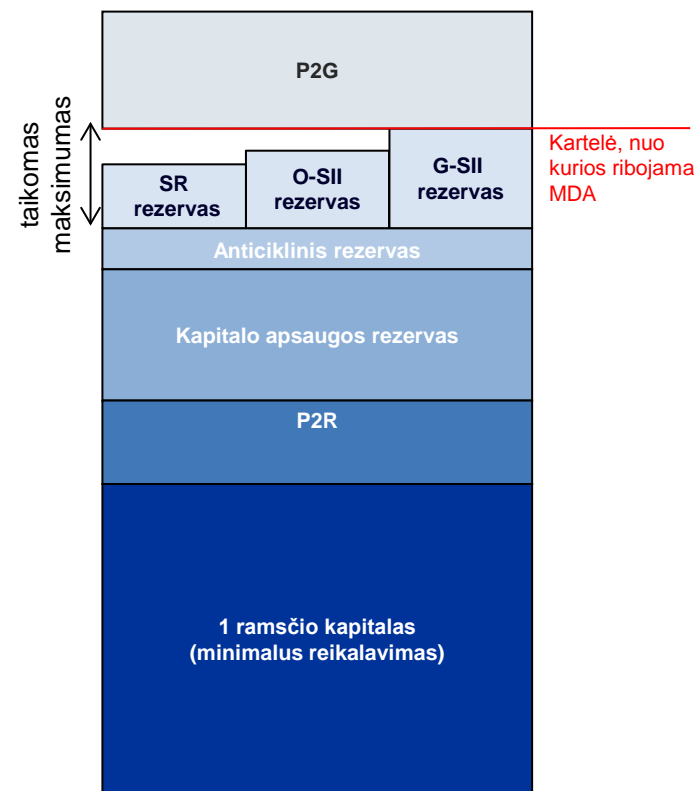 P2G
taikomas
maksimumas
Kartelė, nuo
kurios ribojama
MDA
SR
rezervas
O-SII
rezervas
G-SII
rezervas
Anticiklinis rezervas
Kapitalo apsaugos rezervas
P2R
1 ramsčio kapitalas
(minimalus reikalavimas)